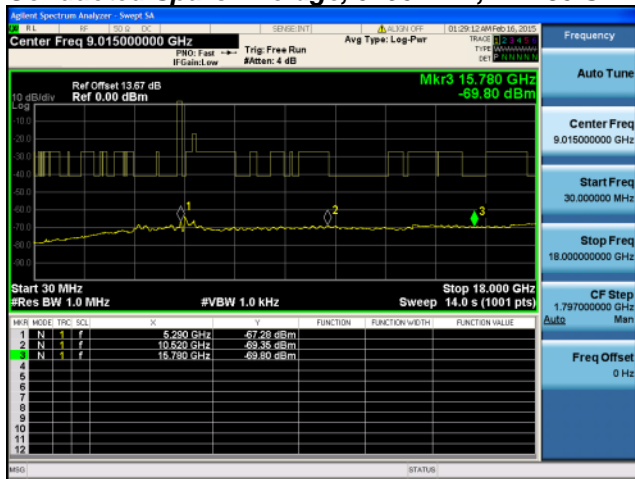 Agilent Spectrum Analyzer - Swept SA
RL RF 50 Ω DC SENSE:INT ALIGN OFF 01:29:12 AM Feb 16, 2015
Center Freq 9.015000000 GHz
PNO: Fast
IFGain:Low
Trig: Free Run
#Atten: 4 dB
Avg Type: Log-Pwr
TRACE 1 2 3 4 5 6
TYPE
DET P N N N N N
Frequency
Auto Tune
Ref Offset 13.67 dB
Ref 0.00 dBm
10 dB/div
Log
Mkr3 15.780 GHz
-69.80 dBm
-10.0
-20.0
-30.0
-40.0
-50.0
-60.0
-70.0
-80.0
-90.0
1
2
3
Center Freq
9.015000000 GHz
Start Freq
30.000000 MHz
Stop Freq
18.000000000 GHz
Start 30 MHz
Stop 18.000 GHz
#Res BW 1.0 MHz #VBW 1.0 kHz Sweep 14.0 s (1001 pts)
CF Step
1.797000000 GHz
Auto Man
MKR MODE TRC SCL X Y FUNCTION FUNCTION WIDTH FUNCTION VALUE
1 N 1 f 5.290 GHz -67.28 dBm
2 N 1 f 10.520 GHz -69.35 dBm
3 N 1 f 15.780 GHz -69.80 dBm
4
5
6
7
8
9
10
11
12
Freq Offset
0 Hz
MSG STATUS